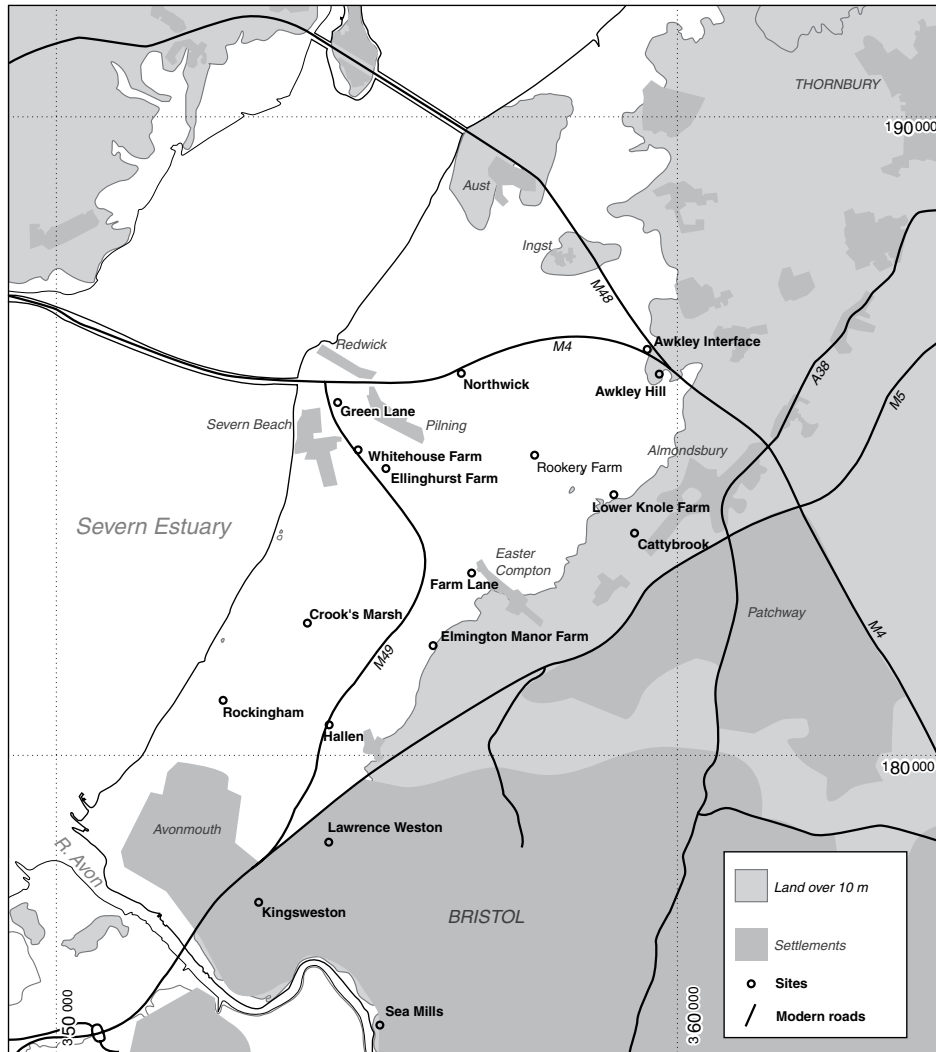 THORNBURY
190 000
Aust
Ingst
M48
Awkley Interface
Redwick
M4
Northwick
Awkley Hill
A38
M5
Green Lane
Severn Beach
Pilning
Almondsbury
Whitehouse Farm
Rookery Farm
Ellinghurst Farm
Lower Knole Farm
Severn Estuary
Cattybrook
Easter
Compton
Farm Lane
Crook's Marsh
Patchway
Elmington Manor Farm
M4
M49
Rockingham
Hallen
180 000
Avonmouth
Lawrence Weston
R. Avon
Kingsweston
BRISTOL
Land over 10 m
Settlements
Sites
Modern roads
Sea Mills
350 000
360 000